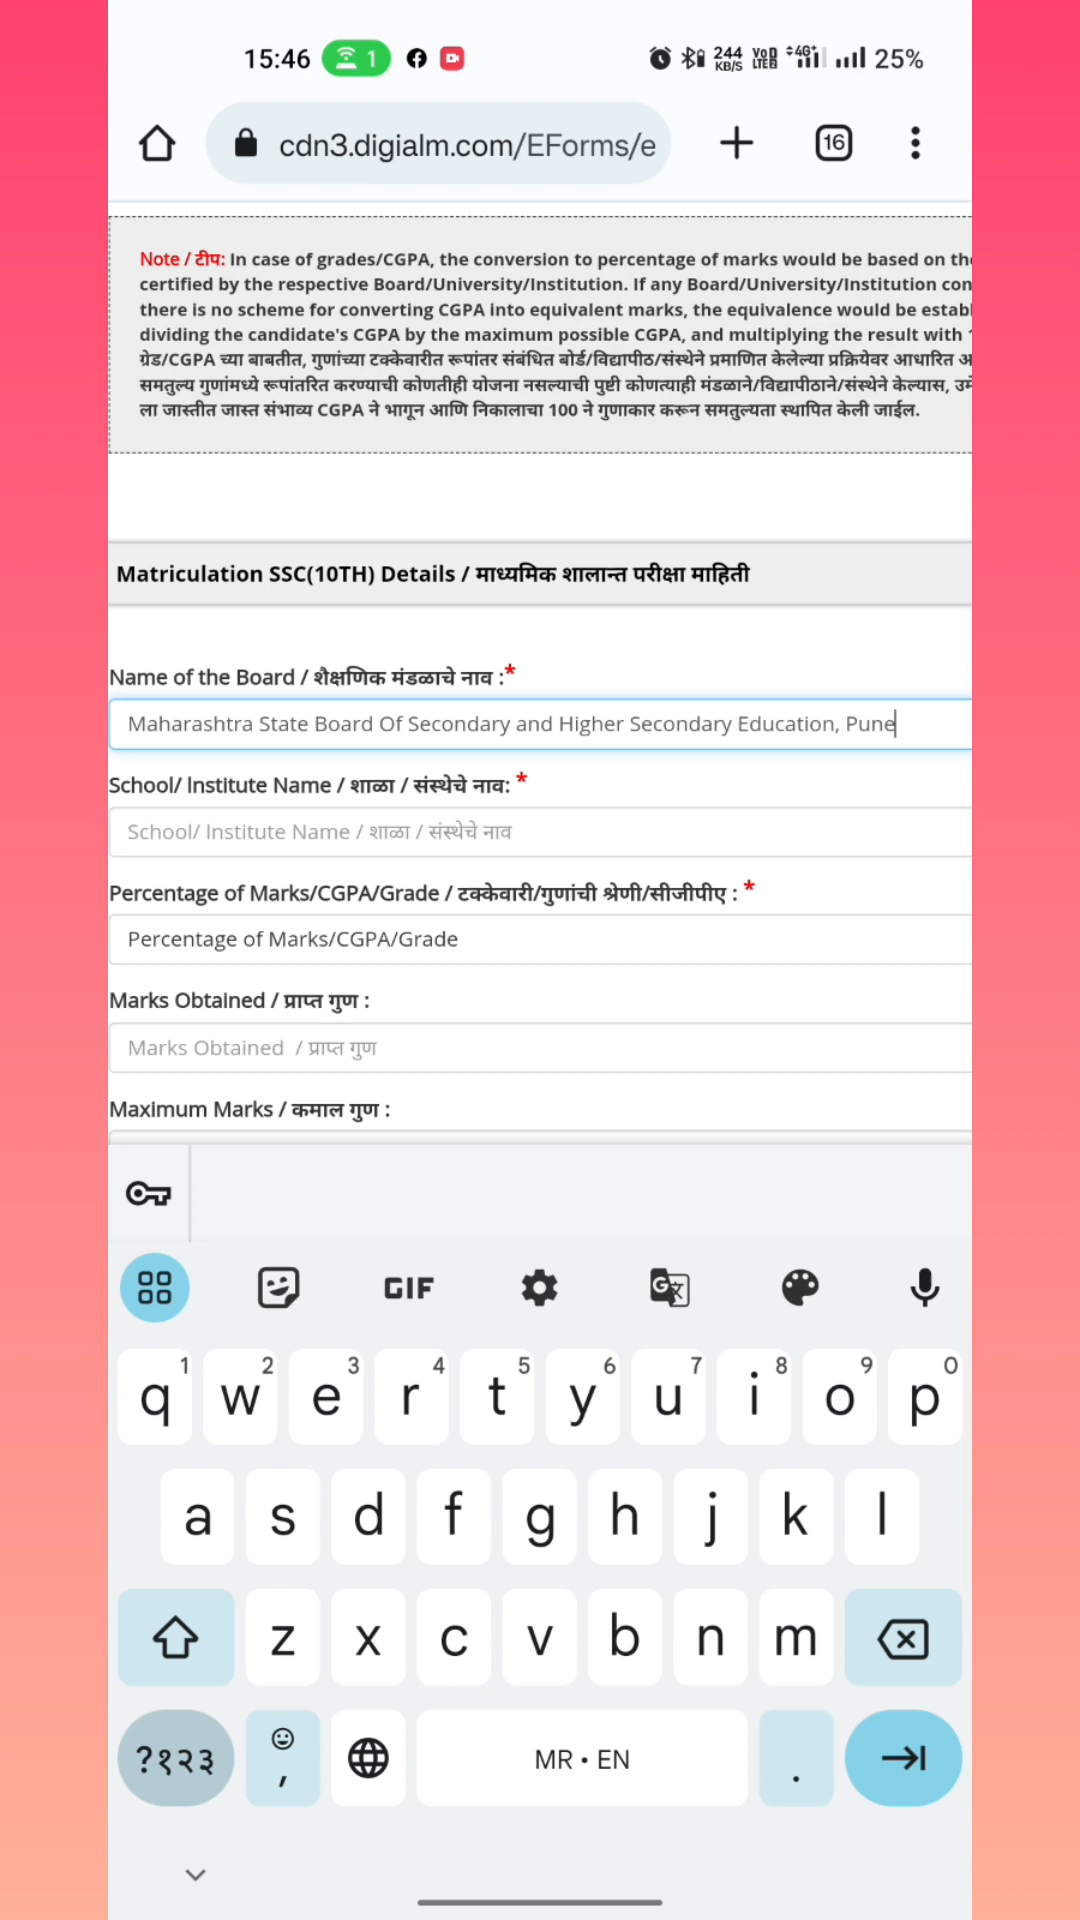 15:46 1 244 KB/S VoD LTEB 4G+ 25%
cdn3.digialm.com/EForms/e 16
Note / टीप: In case of grades/CGPA, the conversion to percentage of marks would be based on the
certified by the respective Board/University/Institution. If any Board/University/Institution con
there is no scheme for converting CGPA into equivalent marks, the equivalence would be establ
dividing the candidate's CGPA by the maximum possible CGPA, and multiplying the result with
ग्रेड/CGPA च्या बाबतीत, गुणांच्या टक्केवारीत रूपांतर संबंधित बोर्ड/विद्यापीठ/संस्थेने प्रमाणित केलेल्या प्रक्रियेवर आधारित अ
समतुल्य गुणांमध्ये रूपांतरित करण्याची कोणतीही योजना नसल्याची पुष्टी कोणत्याही मंडळाने/विद्यापीठाने/संस्थेने केल्यास, उमे
ला जास्तीत जास्त संभाव्य CGPA ने भागून आणि निकालाचा 100 ने गुणाकार करून समतुल्यता स्थापित केली जाईल.
Matriculation SSC(10TH) Details / माध्यमिक शालान्त परीक्षा माहिती
Name of the Board / शैक्षणिक मंडळाचे नाव :*
Maharashtra State Board Of Secondary and Higher Secondary Education, Pune
School/ Institute Name / शाळा / संस्थेचे नाव: *
School/ Institute Name / शाळा / संस्थेचे नाव
Percentage of Marks/CGPA/Grade / टक्केवारी/गुणांची श्रेणी/सीजीपीए : *
Percentage of Marks/CGPA/Grade
Marks Obtained / प्राप्त गुण :
Marks Obtained / प्राप्त गुण
Maximum Marks / कमाल गुण :
GIF
q 1 w 2 e 3 r 4 t 5 y 6 u 7 i 8 o 9 p 0
a s d f g h j k l
z x c v b n m
?१२३ , MR • EN .